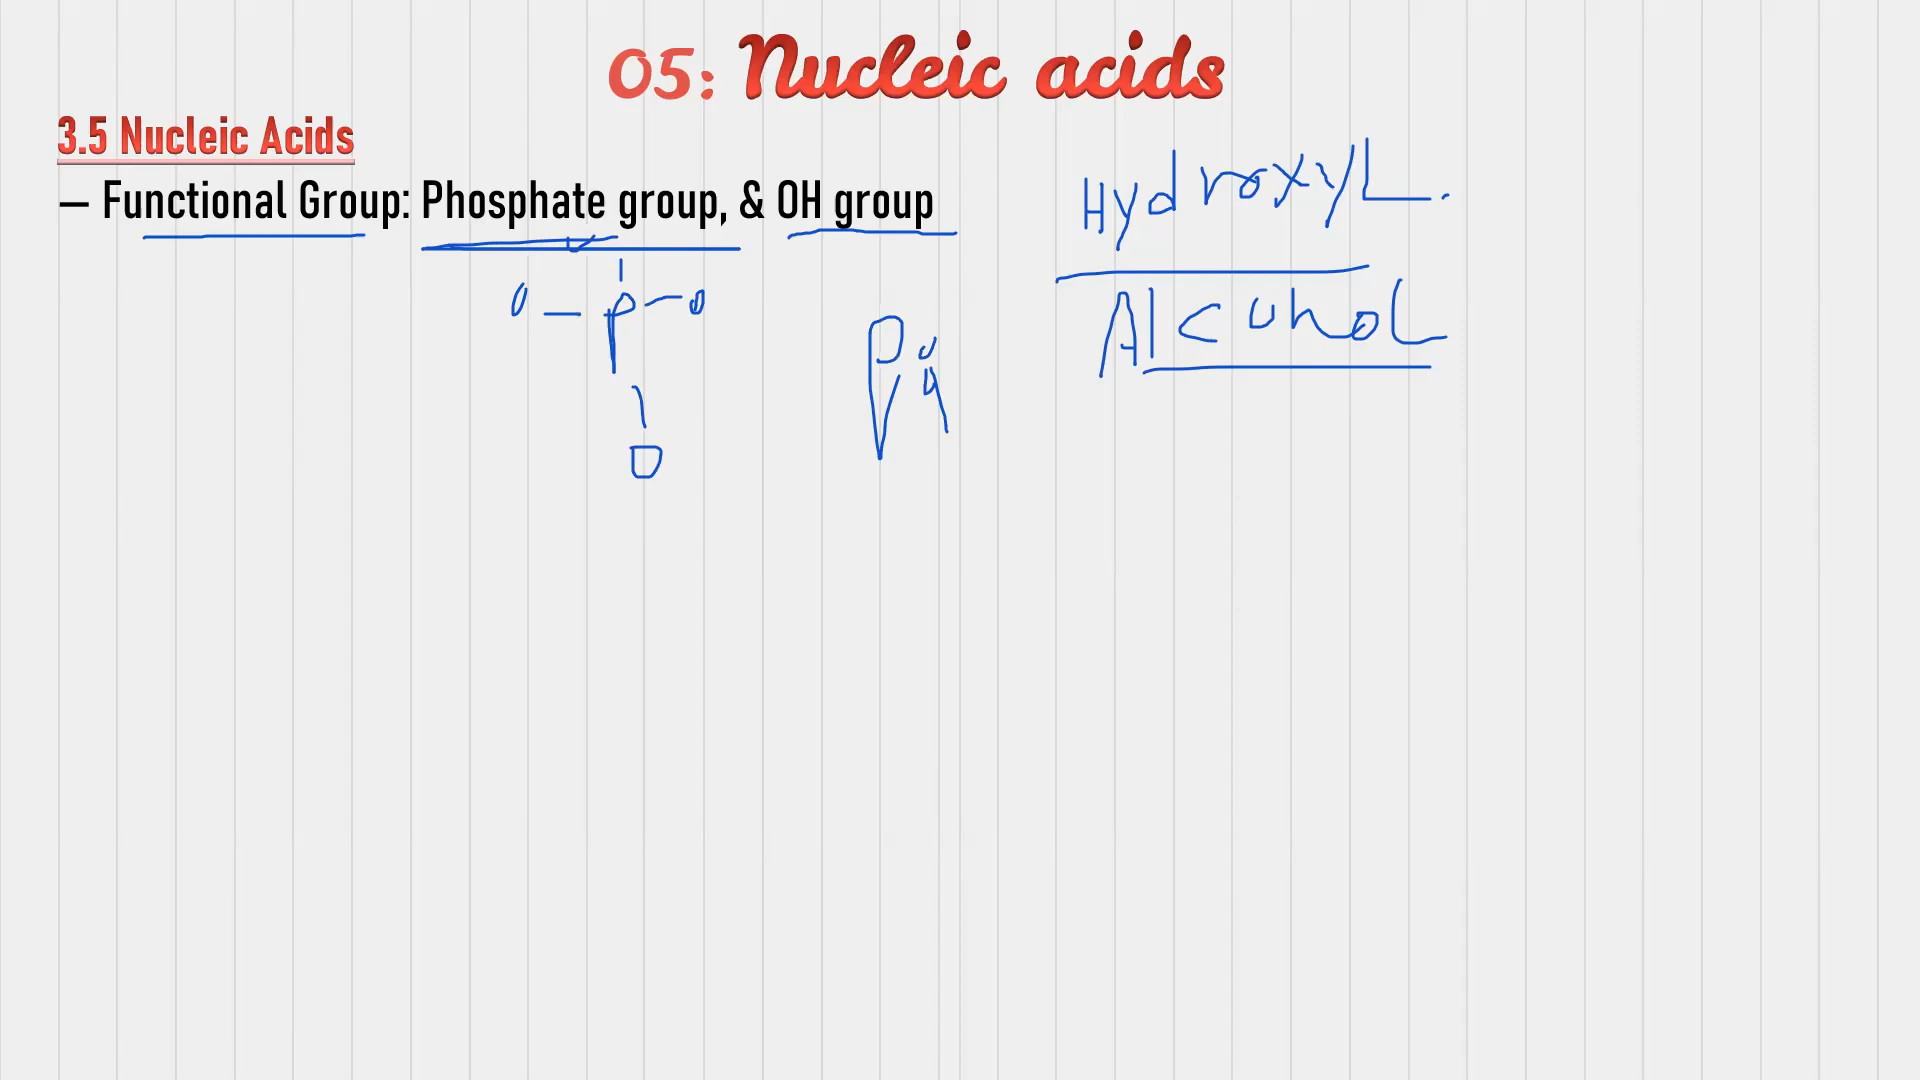 05: Nucleic acids
3.5 Nucleic Acids
– Functional Group: Phosphate group, & OH group
Hydroxyl.
Alcohol
O – P – O
O